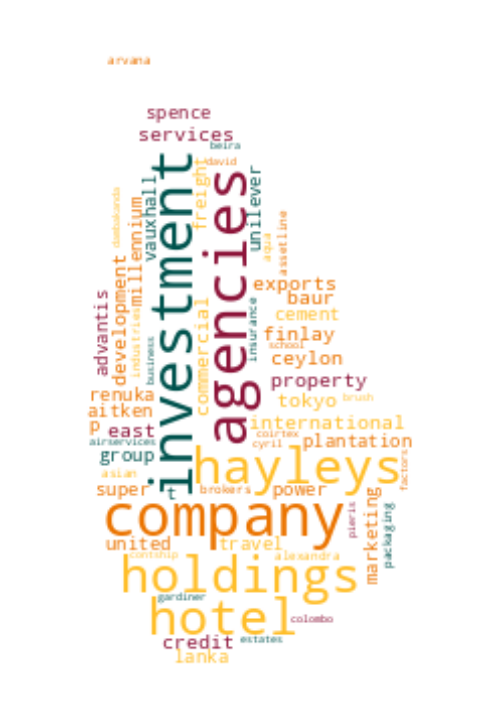 arvana
spence
services
beira
david
investment
agencies
freight
vauxhall
unilever
dambakanda
millennium
aqua
assetline
development
industries
exports
baur
cement
advantis
business
commercial
insurance
finlay
school
ceylon
property
renuka
tokyo
brush
aitken
p
east
international
airservices
coirtex
cyril
plantation
group
hayleys
factors
asian
super
t
brokers
power
company
pieris
marketing
packaging
united
travel
contship
alexandra
holdings
gardiner
hotel
colombo
credit
estates
lanka